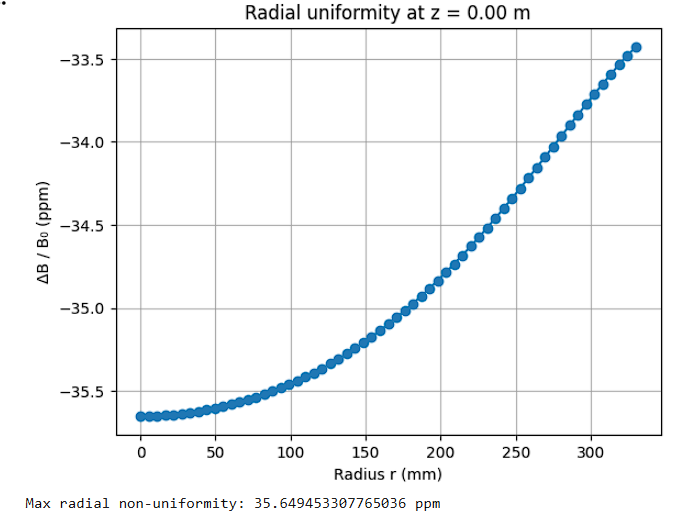 Radial uniformity at z = 0.00 m
−33.5
−34.0
−34.5
−35.0
−35.5
ΔB / B₀ (ppm)
0 50 100 150 200 250 300
Radius r (mm)
Max radial non-uniformity: 35.649453307765036 ppm